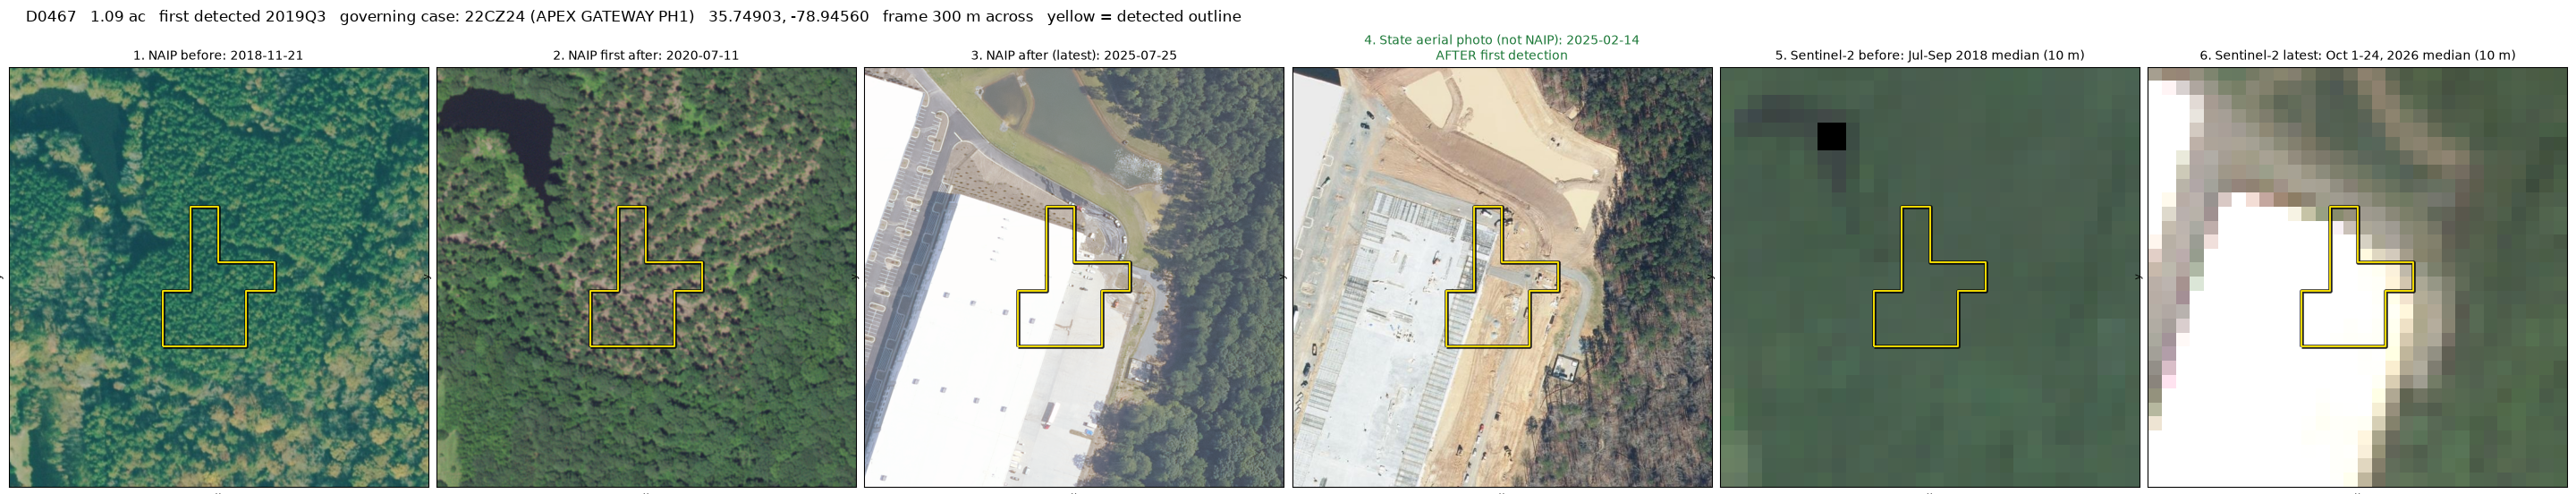 D0467   1.09 ac   first detected 2019Q3   governing case: 22CZ24 (APEX GATEWAY PH1)   35.74903, -78.94560   frame 300 m across   yellow = detected outline
1. NAIP before: 2018-11-21
2. NAIP first after: 2020-07-11
3. NAIP after (latest): 2025-07-25
4. State aerial photo (not NAIP): 2025-02-14
AFTER first detection
5. Sentinel-2 before: Jul-Sep 2018 median (10 m)
6. Sentinel-2 latest: Oct 1-24, 2026 median (10 m)